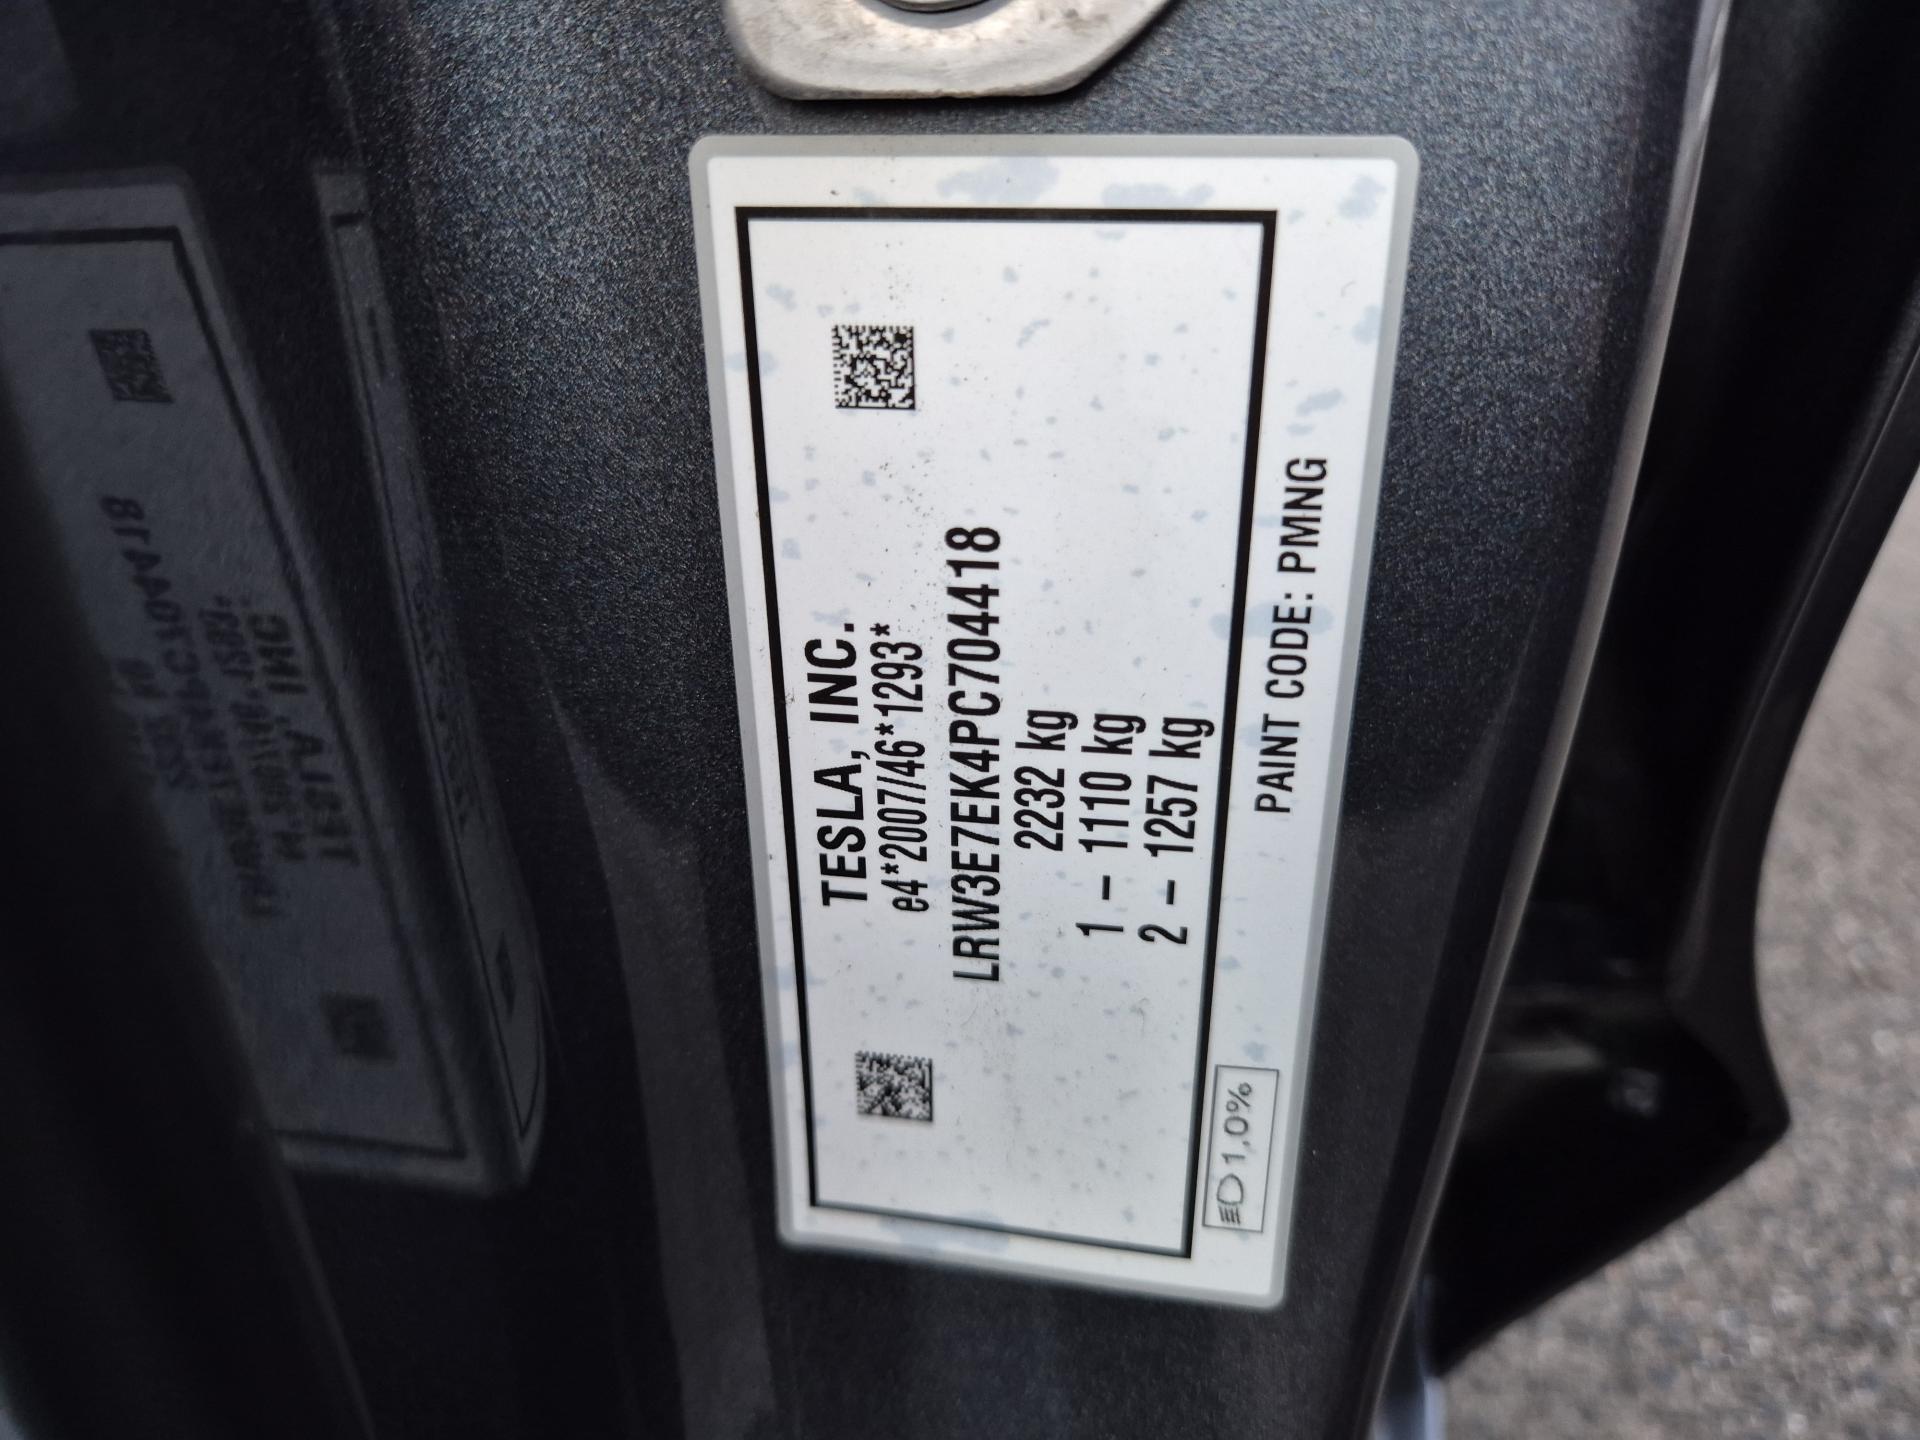 TESLA, INC.
e4*2007/46*1293*
LRW3E7EK4PC704418
2232 kg
1 – 1110 kg
2 – 1257 kg
1,0%
PAINT CODE: PMNG